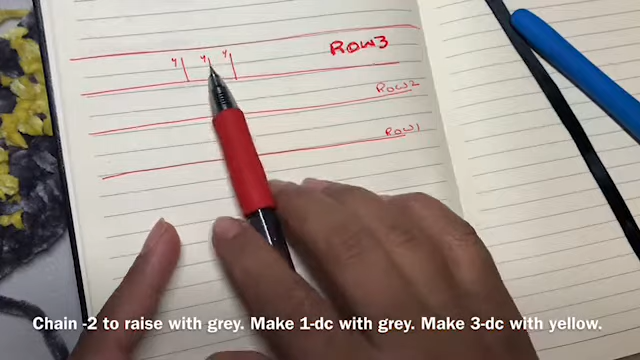 ROW3
y y y
ROW2
ROW1
Chain -2 to raise with grey. Make 1-dc with grey. Make 3-dc with yellow.